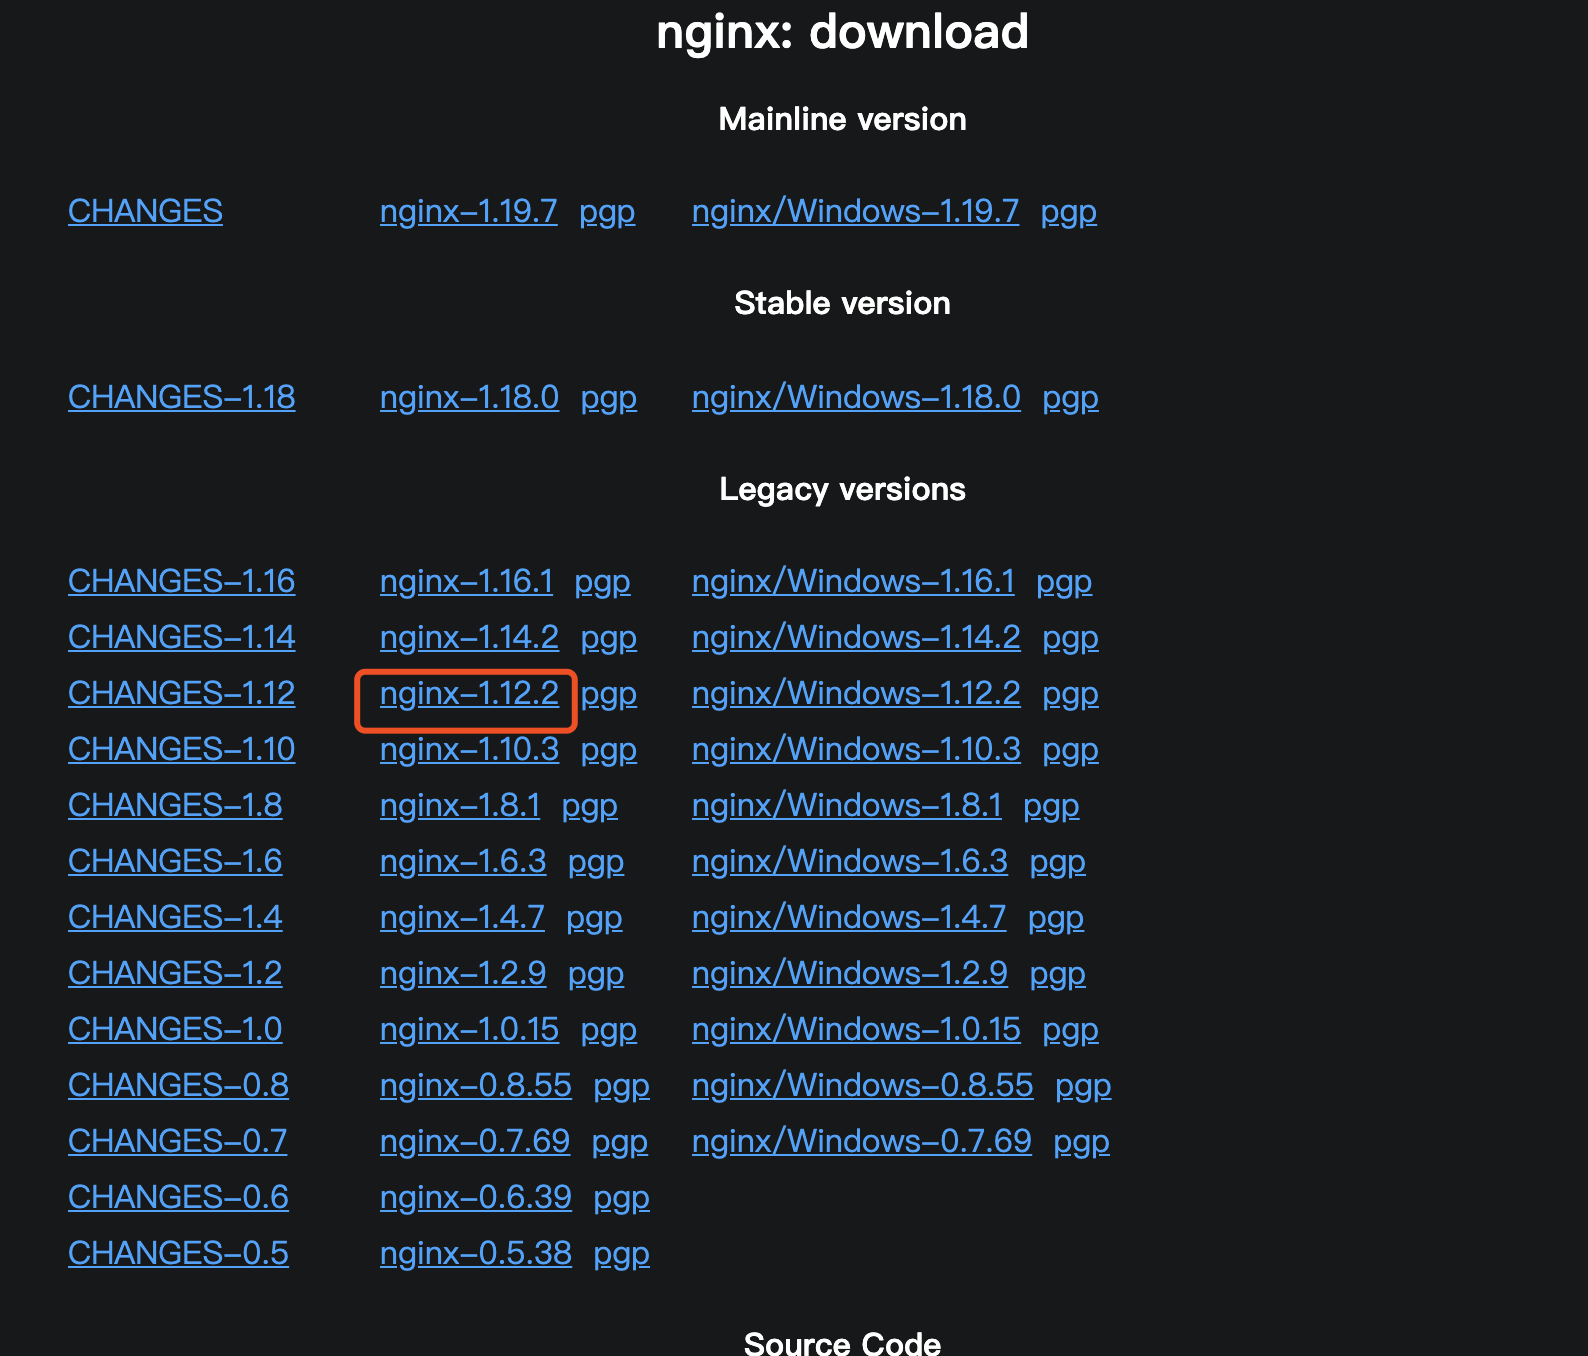 nginx: download
Mainline version
CHANGES nginx-1.19.7 pgp nginx/Windows-1.19.7 pgp
Stable version
CHANGES-1.18 nginx-1.18.0 pgp nginx/Windows-1.18.0 pgp
Legacy versions
CHANGES-1.16 nginx-1.16.1 pgp nginx/Windows-1.16.1 pgp
CHANGES-1.14 nginx-1.14.2 pgp nginx/Windows-1.14.2 pgp
CHANGES-1.12 nginx-1.12.2 pgp nginx/Windows-1.12.2 pgp
CHANGES-1.10 nginx-1.10.3 pgp nginx/Windows-1.10.3 pgp
CHANGES-1.8 nginx-1.8.1 pgp nginx/Windows-1.8.1 pgp
CHANGES-1.6 nginx-1.6.3 pgp nginx/Windows-1.6.3 pgp
CHANGES-1.4 nginx-1.4.7 pgp nginx/Windows-1.4.7 pgp
CHANGES-1.2 nginx-1.2.9 pgp nginx/Windows-1.2.9 pgp
CHANGES-1.0 nginx-1.0.15 pgp nginx/Windows-1.0.15 pgp
CHANGES-0.8 nginx-0.8.55 pgp nginx/Windows-0.8.55 pgp
CHANGES-0.7 nginx-0.7.69 pgp nginx/Windows-0.7.69 pgp
CHANGES-0.6 nginx-0.6.39 pgp
CHANGES-0.5 nginx-0.5.38 pgp
Source Code